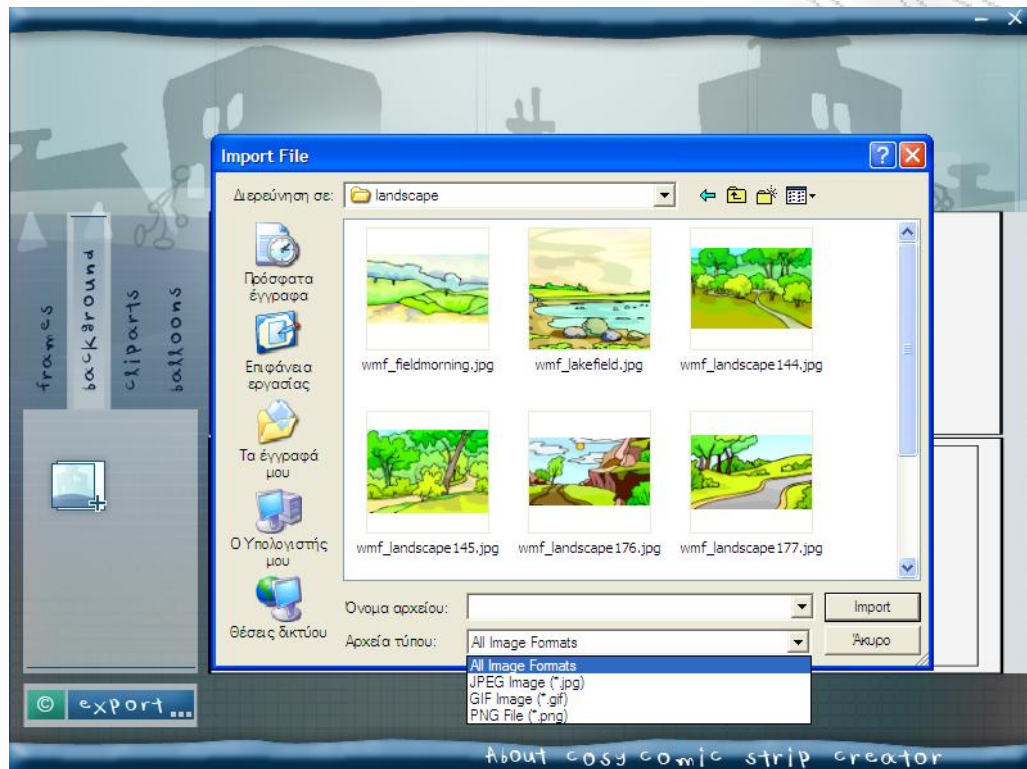 Import File
Διερεύνηση σε:
landscape
frames
background
cliparts
balloons
Πρόσφατα
έγγραφα
Επιφάνεια
εργασίας
Τα έγγραφά
μου
Ο Υπολογιστής
μου
Θέσεις δικτύου
wmf_fieldmorning.jpg
wmf_lakefield.jpg
wmf_landscape144.jpg
wmf_landscape145.jpg
wmf_landscape176.jpg
wmf_landscape177.jpg
Όνομα αρχείου:
Import
Αρχεία τύπου:
All Image Formats
Άκυρο
All Image Formats
JPEG Image (*.jpg)
GIF Image (*.gif)
PNG File (*.png)
© export...
About cosy comic strip creator